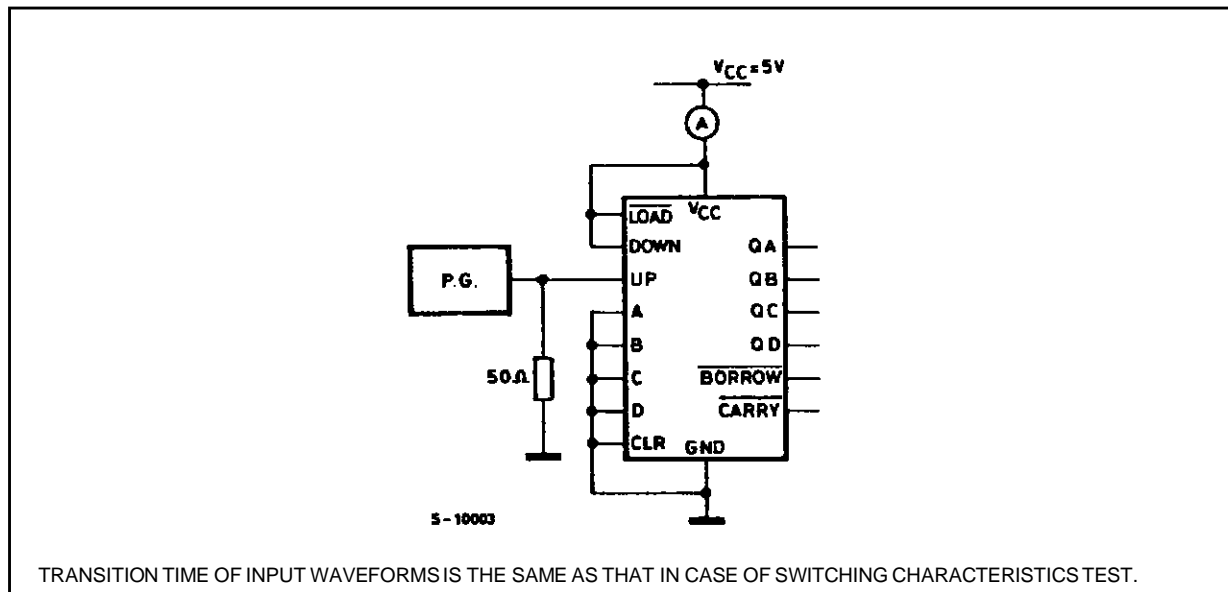 VCC=5V
A
LOAD VCC
DOWN QA
P.G. UP QB
A QC
B QD
50Ω C BORROW
D CARRY
CLR GND
S-10003
TRANSITION TIME OF INPUT WAVEFORMS IS THE SAME AS THAT IN CASE OF SWITCHING CHARACTERISTICS TEST.